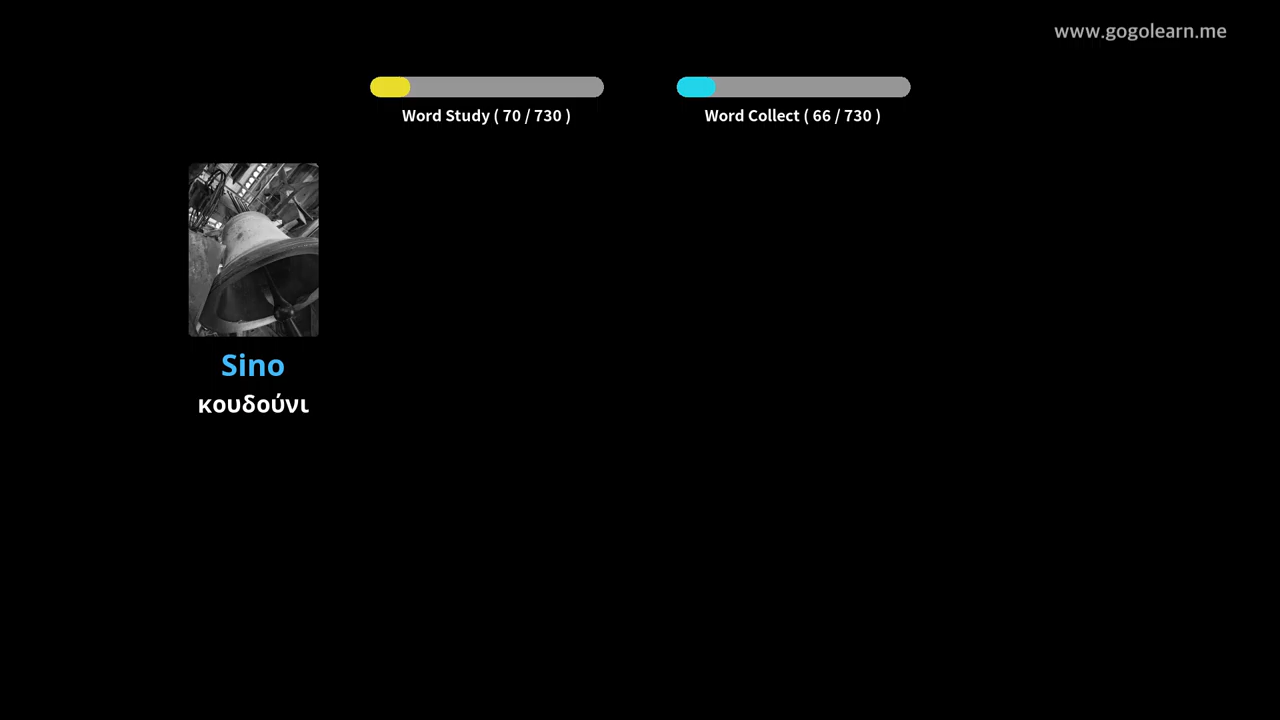 www.gogolearn.me
Word Study ( 70 / 730 )
Word Collect ( 66 / 730 )
Sino
κουδούνι